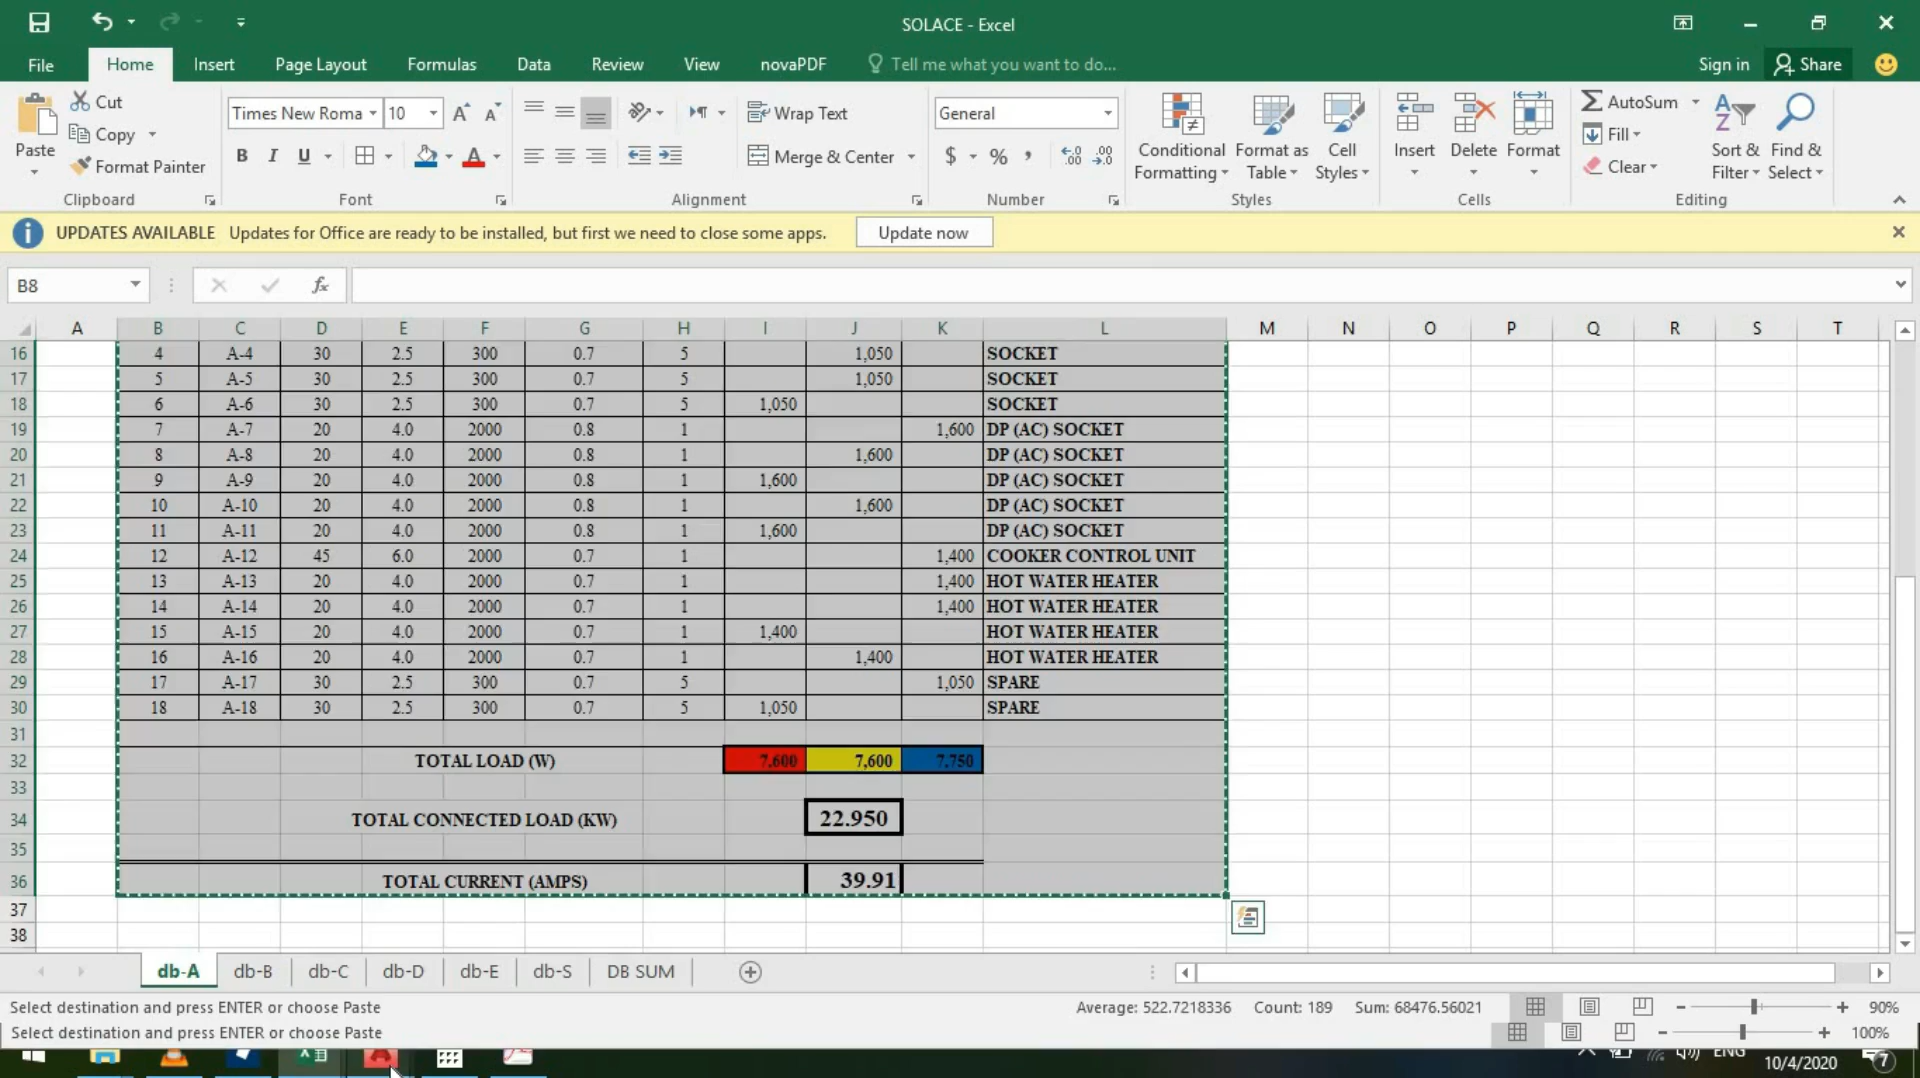 SOLACE - Excel
File Home Insert Page Layout Formulas Data Review View novaPDF Tell me what you want to do... Sign in Share
Cut Times New Roma 10 Wrap Text General AutoSum
Paste Copy Format Painter B I U Merge & Center $ % Conditional Formatting Format as Table Cell Styles Insert Delete Format Fill Clear Sort & Filter Find & Select
Clipboard Font Alignment Number Styles Cells Editing
UPDATES AVAILABLE Updates for Office are ready to be installed, but first we need to close some apps. Update now
B8 fx
A B C D E F G H I J K L M N O P Q R S T
16 4 A-4 30 2.5 300 0.7 5 1,050 SOCKET
17 5 A-5 30 2.5 300 0.7 5 1,050 SOCKET
18 6 A-6 30 2.5 300 0.7 5 1,050 SOCKET
19 7 A-7 20 4.0 2000 0.8 1 1,600 DP (AC) SOCKET
20 8 A-8 20 4.0 2000 0.8 1 1,600 DP (AC) SOCKET
21 9 A-9 20 4.0 2000 0.8 1 1,600 DP (AC) SOCKET
22 10 A-10 20 4.0 2000 0.8 1 1,600 DP (AC) SOCKET
23 11 A-11 20 4.0 2000 0.8 1 1,600 DP (AC) SOCKET
24 12 A-12 45 6.0 2000 0.7 1 1,400 COOKER CONTROL UNIT
25 13 A-13 20 4.0 2000 0.7 1 1,400 HOT WATER HEATER
26 14 A-14 20 4.0 2000 0.7 1 1,400 HOT WATER HEATER
27 15 A-15 20 4.0 2000 0.7 1 1,400 HOT WATER HEATER
28 16 A-16 20 4.0 2000 0.7 1 1,400 HOT WATER HEATER
29 17 A-17 30 2.5 300 0.7 5 1,050 SPARE
30 18 A-18 30 2.5 300 0.7 5 1,050 SPARE
31
32 TOTAL LOAD (W) 7,600 7,600 7,750
33
34 TOTAL CONNECTED LOAD (KW) 22.950
35
36 TOTAL CURRENT (AMPS) 39.91
37
38
db-A db-B db-C db-D db-E db-S DB SUM
Select destination and press ENTER or choose Paste Average: 522.7218336 Count: 189 Sum: 68476.56021 90%
Select destination and press ENTER or choose Paste 100%
ENG
10/4/2020 7